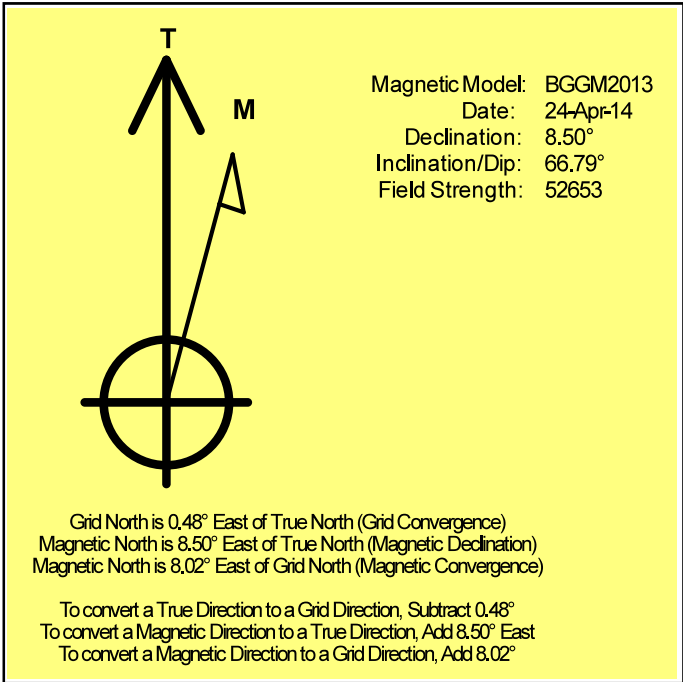 T
M
Magnetic Model: BGGM2013
Date: 24-Apr-14
Declination: 8.50°
Inclination/Dip: 66.79°
Field Strength: 52653
Grid North is 0.48° East of True North (Grid Convergence)
Magnetic North is 8.50° East of True North (Magnetic Declination)
Magnetic North is 8.02° East of Grid North (Magnetic Convergence)
To convert a True Direction to a Grid Direction, Subtract 0.48°
To convert a Magnetic Direction to a True Direction, Add 8.50° East
To convert a Magnetic Direction to a Grid Direction, Add 8.02°